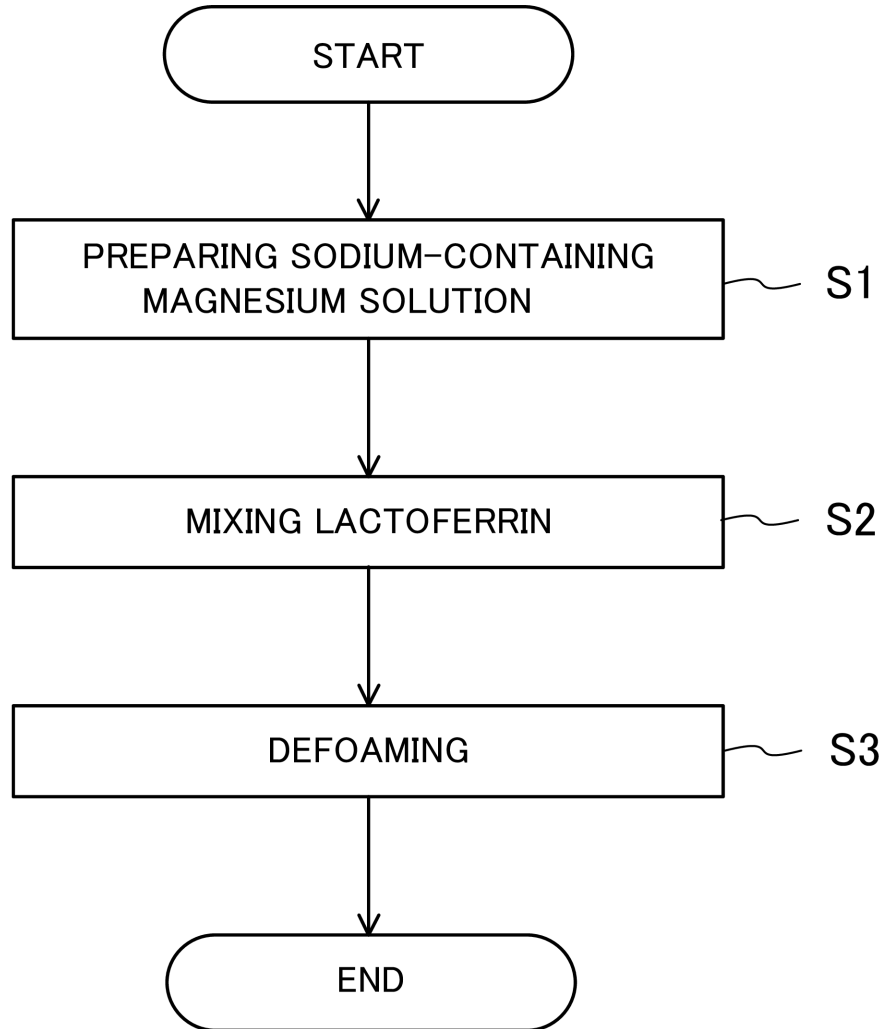 START
PREPARING SODIUM-CONTAINING
MAGNESIUM SOLUTION
S1
MIXING LACTOFERRIN
S2
DEFOAMING
S3
END